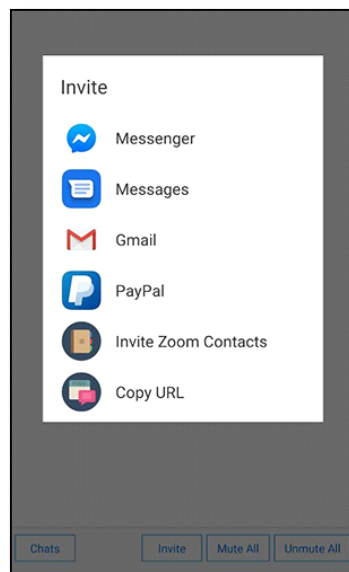 Invite
Messenger
Messages
Gmail
PayPal
Invite Zoom Contacts
Copy URL
Chats Invite Mute All Unmute All